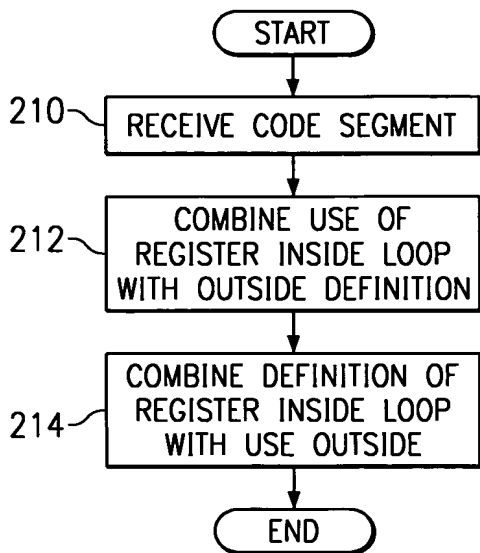 START
210
RECEIVE CODE SEGMENT
212
COMBINE USE OF
REGISTER INSIDE LOOP
WITH OUTSIDE DEFINITION
214
COMBINE DEFINITION OF
REGISTER INSIDE LOOP
WITH USE OUTSIDE
END